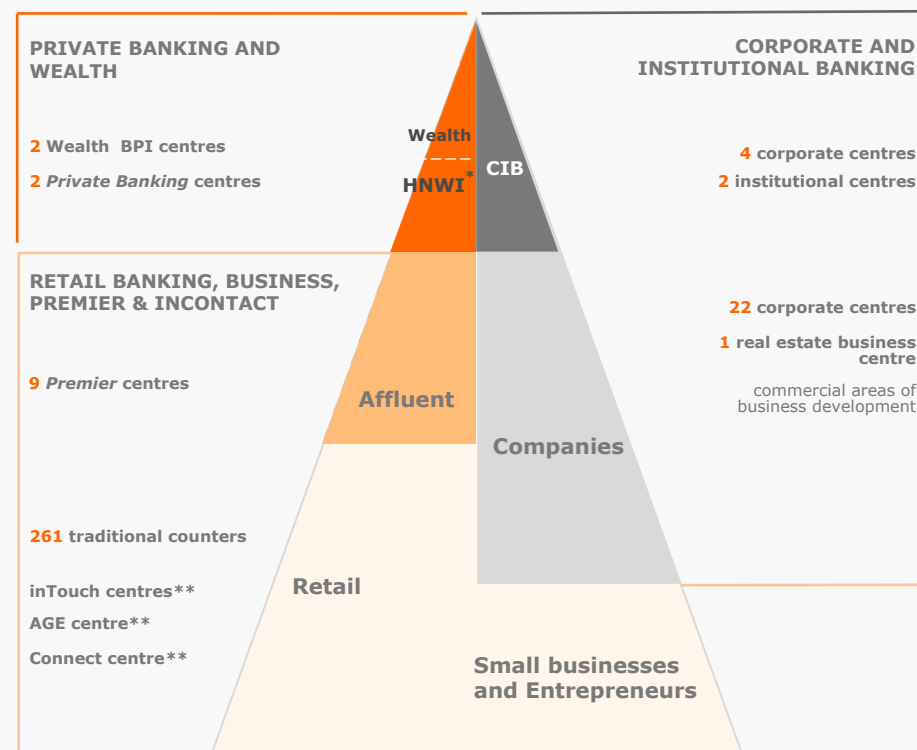 PRIVATE BANKING AND
WEALTH
2 Wealth BPI centres
2 Private Banking centres
RETAIL BANKING, BUSINESS,
PREMIER & INCONTACT
9 Premier centres
261 traditional counters
inTouch centres**
AGE centre**
Connect centre**
Wealth
HNWI*
CIB
Affluent
Companies
Retail
Small businesses
and Entrepreneurs
CORPORATE AND
INSTITUTIONAL BANKING
4 corporate centres
2 institutional centres
22 corporate centres
1 real estate business
centre
commercial areas of
business development